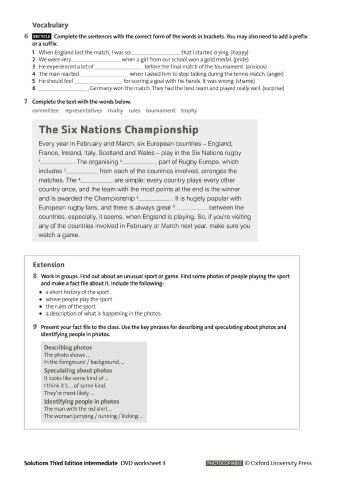 Vocabulary
6 RECYCLE Complete the sentences with the correct form of the words in brackets. You may also need to add a prefix
or a suffix.
1 When England lost the match, I was so ____________ that I started crying. (happy)
2 We were very ____________ when a girl from our school won a gold medal. (pride)
3 He experienced a lot of ____________ before the final match of the tournament. (anxious)
4 The man reacted ____________ when I asked him to stop talking during the tennis match. (anger)
5 He should feel ____________ for scoring a goal with his hands. It was wrong. (shame)
6 ____________, Germany won the match. They had the best team and played really well. (surprise)
7 Complete the text with the words below.
committee representatives rivalry rules tournament trophy
The Six Nations Championship
Every year in February and March, six European countries – England,
France, Ireland, Italy, Scotland and Wales – play in the Six Nations rugby
1____________. The organising 2____________, part of Rugby Europe, which
includes 3____________ from each of the countries involved, arranges the
matches. The 4____________ are simple: every country plays every other
country once, and the team with the most points at the end is the winner
and is awarded the Championship 5____________. It is hugely popular with
European rugby fans, and there is always great 6____________ between the
countries, especially, it seems, when England is playing. So, if you're visiting
any of the countries involved in February or March next year, make sure you
watch a game.
Extension
8 Work in groups. Find out about an unusual sport or game. Find some photos of people playing the sport
and make a fact file about it. Include the following:
• a short history of the sport
• where people play the sport
• the rules of the sport
• a description of what is happening in the photos
9 Present your fact file to the class. Use the key phrases for describing and speculating about photos and
identifying people in photos.
Describing photos
The photo shows ...
In the foreground / background, ...
Speculating about photos
It looks like some kind of ...
I think it's ... of some kind.
They're most likely ...
Identifying people in photos
The man with the red shirt ...
The woman jumping / running / kicking ...
Solutions Third Edition Intermediate DVD worksheet 3
PHOTOCOPIABLE © Oxford University Press